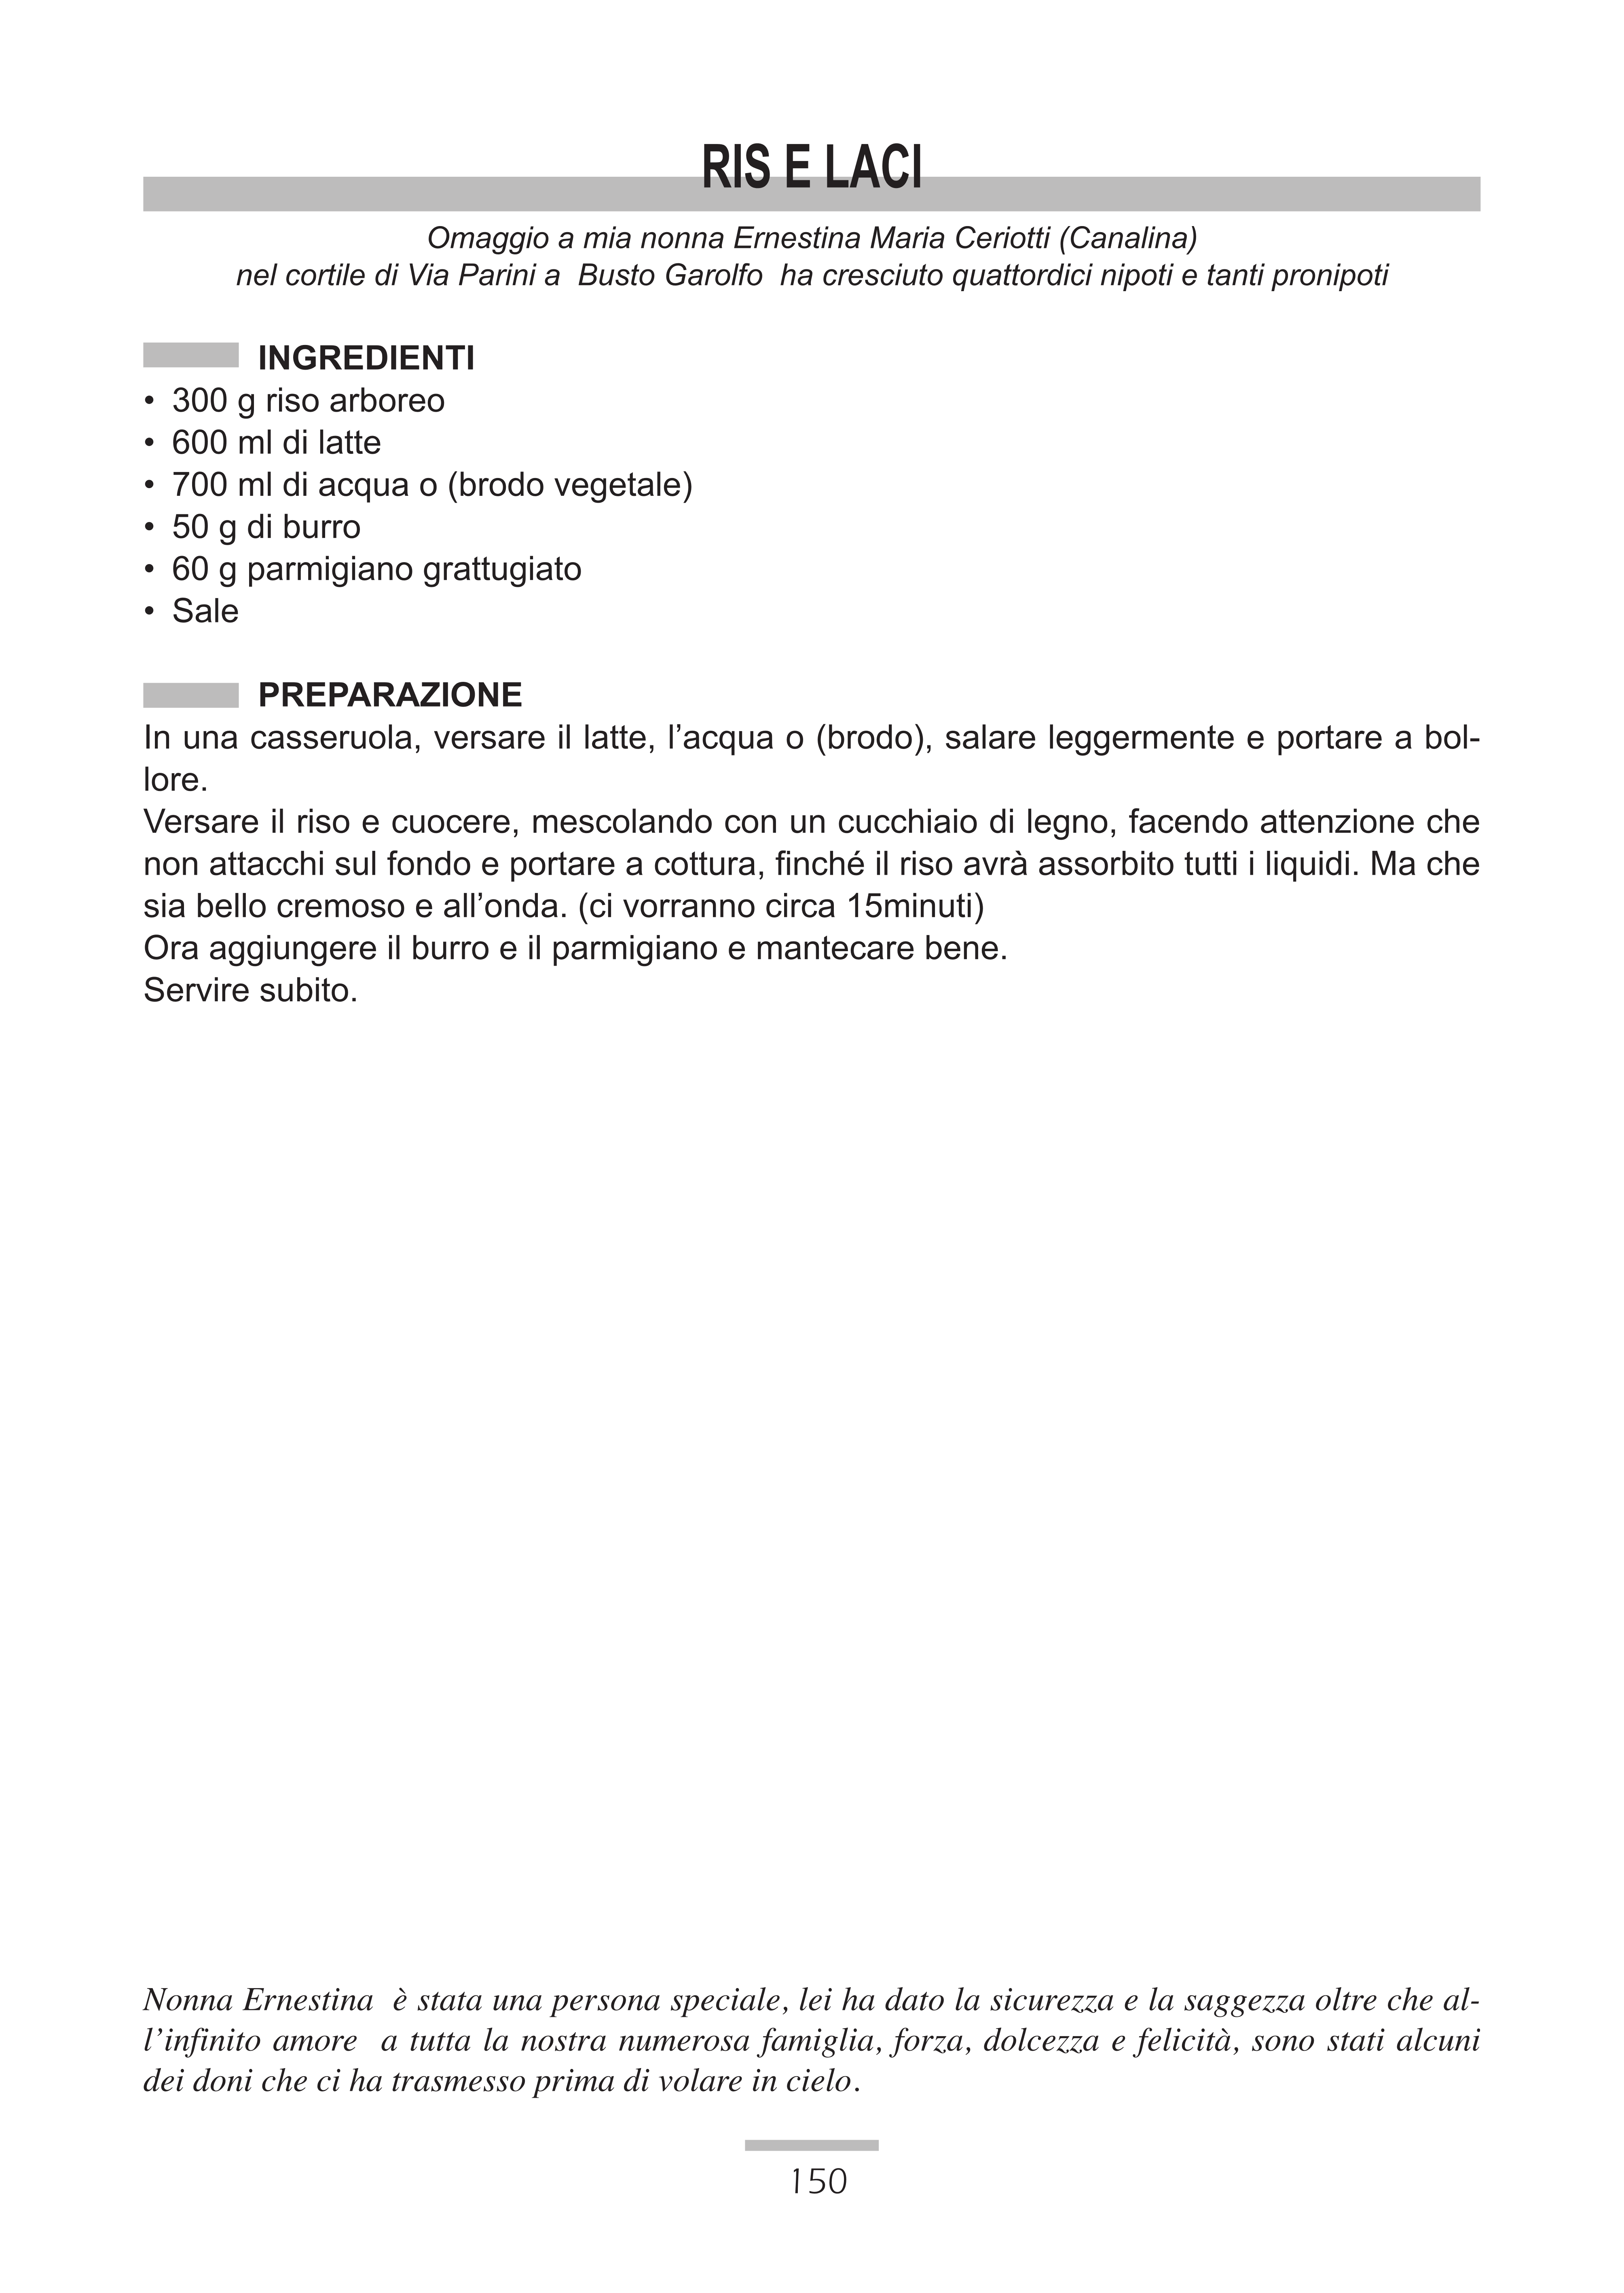 RIS E LACI
Omaggio a mia nonna Ernestina Maria Ceriotti (Canalina)
nel cortile di Via Parini a  Busto Garolfo  ha cresciuto quattordici nipoti e tanti pronipoti
INGREDIENTI
• 300 g riso arboreo
• 600 ml di latte
• 700 ml di acqua o (brodo vegetale)
• 50 g di burro
• 60 g parmigiano grattugiato
• Sale
PREPARAZIONE
In una casseruola, versare il latte, l’acqua o (brodo), salare leggermente e portare a bol-
lore.
Versare il riso e cuocere, mescolando con un cucchiaio di legno, facendo attenzione che
non attacchi sul fondo e portare a cottura, finché il riso avrà assorbito tutti i liquidi. Ma che
sia bello cremoso e all’onda. (ci vorranno circa 15minuti)
Ora aggiungere il burro e il parmigiano e mantecare bene.
Servire subito.
Nonna Ernestina  è stata una persona speciale, lei ha dato la sicurezza e la saggezza oltre che al-
l’infinito amore  a tutta la nostra numerosa famiglia, forza, dolcezza e felicità, sono stati alcuni
dei doni che ci ha trasmesso prima di volare in cielo.
150